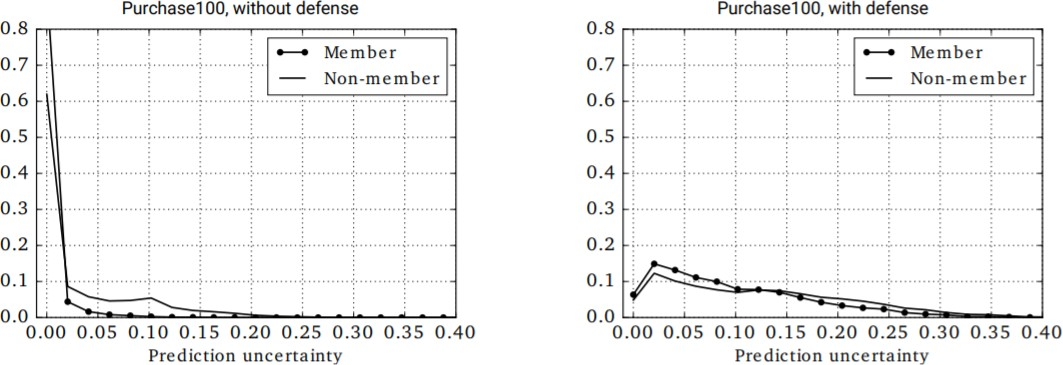 Purchase100, without defense
0.8
0.7
0.6
0.5
0.4
0.3
0.2
0.1
0.0
Member
Non-member
0.00 0.05 0.10 0.15 0.20 0.25 0.30 0.35 0.40
Prediction uncertainty
Purchase100, with defense
0.8
0.7
0.6
0.5
0.4
0.3
0.2
0.1
0.0
Member
Non-member
0.00 0.05 0.10 0.15 0.20 0.25 0.30 0.35 0.40
Prediction uncertainty